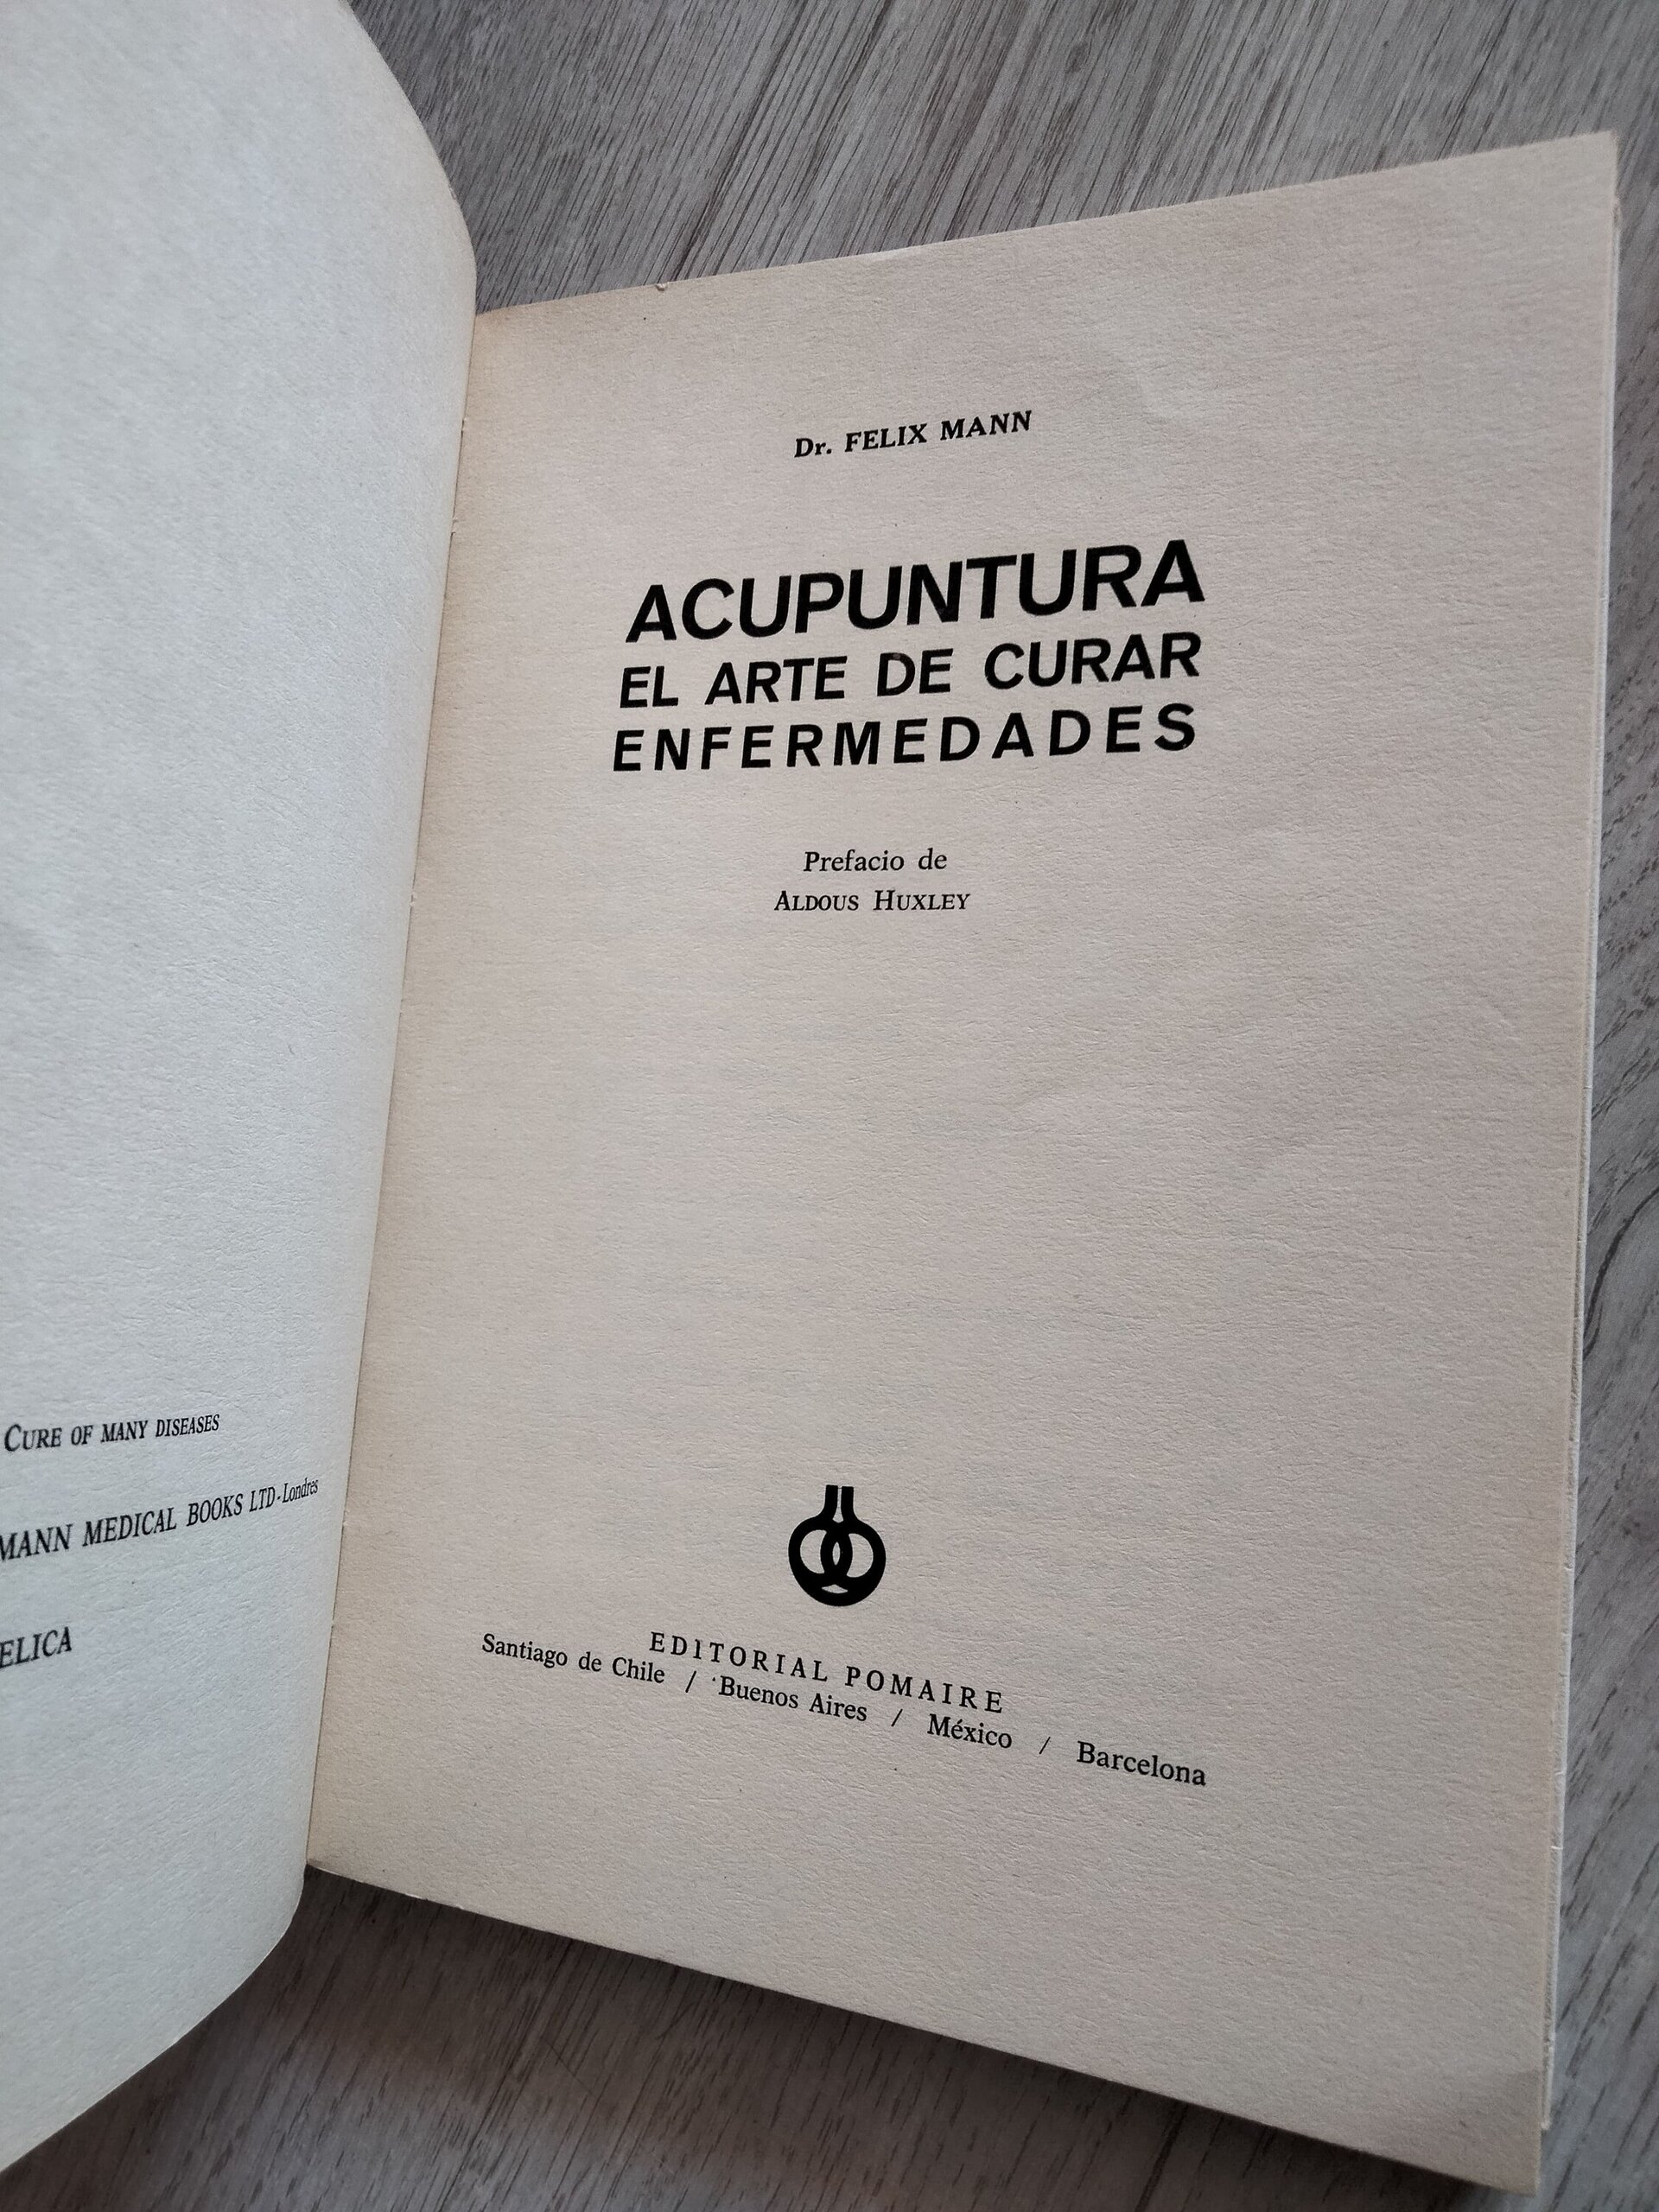 CURE OF MANY DISEASES
MANN MEDICAL BOOKS LTD-Londres
ELICA
Dr. FELIX MANN
ACUPUNTURA
EL ARTE DE CURAR
ENFERMEDADES
Prefacio de
ALDOUS HUXLEY
EDITORIAL POMAIRE
Santiago de Chile / Buenos Aires / México / Barcelona